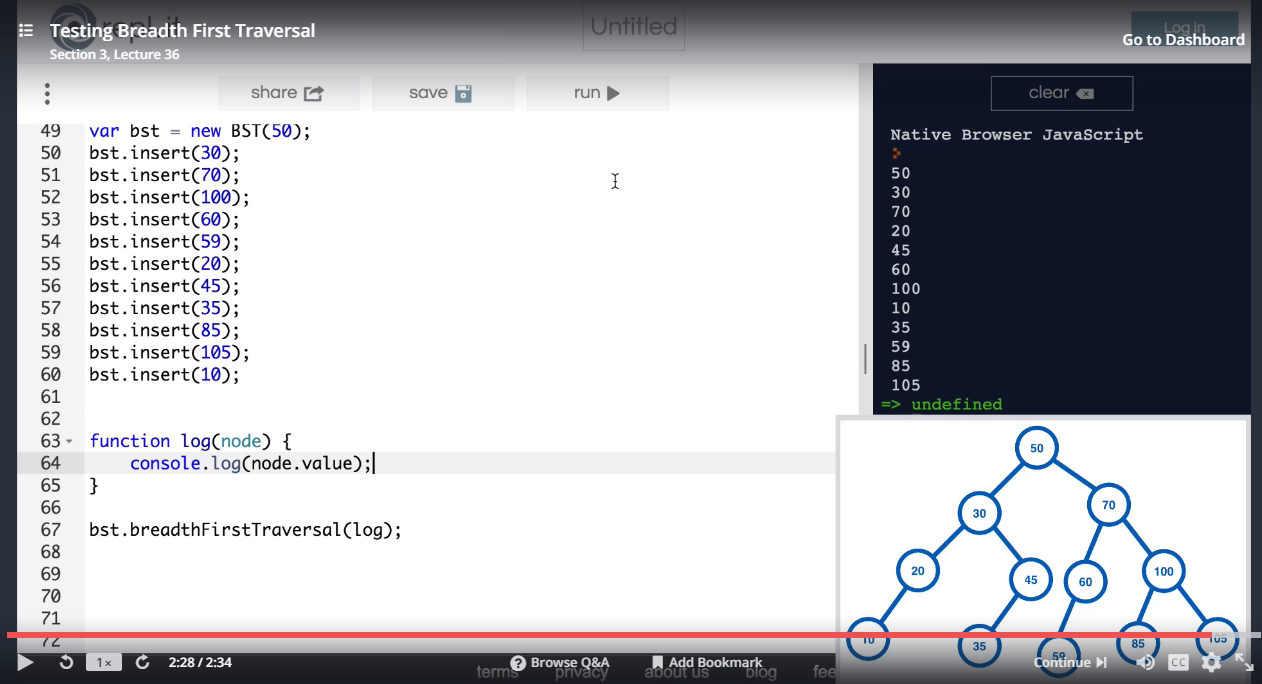 Testing Breadth First Traversal
Section 3, Lecture 36
Untitled
Log in
Go to Dashboard
share
save
run
clear
49 var bst = new BST(50);
50 bst.insert(30);
51 bst.insert(70);
52 bst.insert(100);
53 bst.insert(60);
54 bst.insert(59);
55 bst.insert(20);
56 bst.insert(45);
57 bst.insert(35);
58 bst.insert(85);
59 bst.insert(105);
60 bst.insert(10);
61
62
63 function log(node) {
64 console.log(node.value);
65 }
66
67 bst.breadthFirstTraversal(log);
68
69
70
71
72
Native Browser JavaScript
50
30
70
20
45
60
100
10
35
59
85
105
=> undefined
50
30
70
20
45
60
100
10
35
59
85
105
1×
2:28 / 2:34
Browse Q&A
Add Bookmark
Continue
CC
terms
privacy
about us
blog